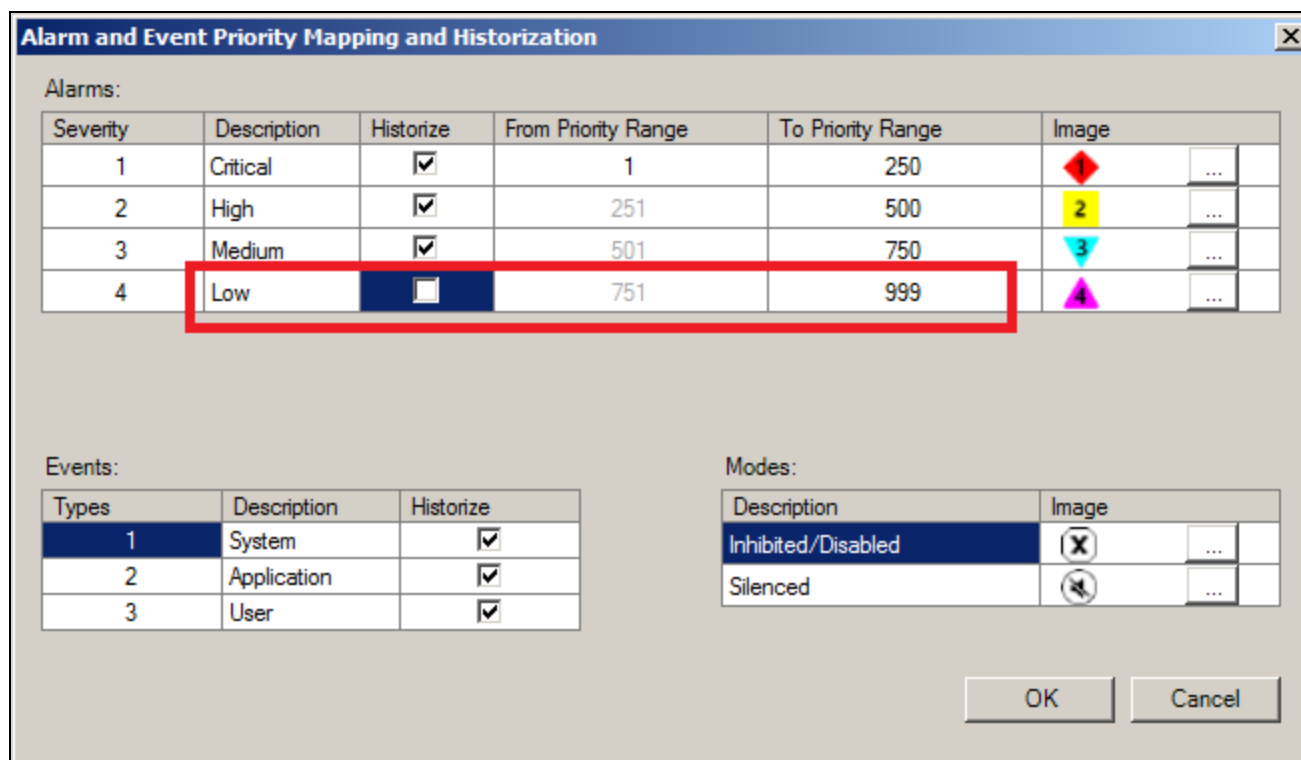 Alarm and Event Priority Mapping and Historization
Alarms:
Severity Description Historize From Priority Range To Priority Range Image
1 Critical 1 250 1 ...
2 High 251 500 2 ...
3 Medium 501 750 3 ...
4 Low 751 999 4 ...
Events: Modes:
Types Description Historize Description Image
1 System Inhibited/Disabled X ...
2 Application Silenced ...
3 User
OK Cancel